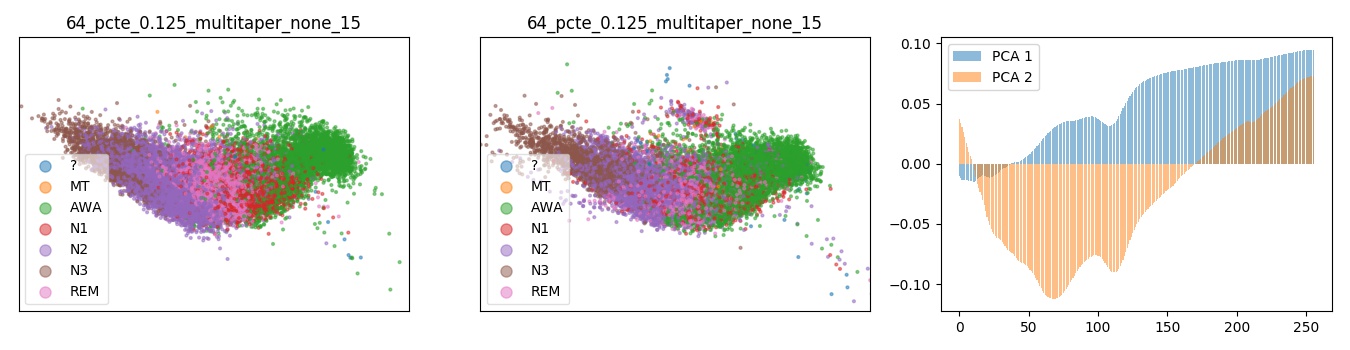 64_pcte_0.125_multitaper_none_15
?
MT
AWA
N1
N2
N3
REM
64_pcte_0.125_multitaper_none_15
?
MT
AWA
N1
N2
N3
REM
PCA 1
PCA 2
0.10
0.05
0.00
−0.05
−0.10
0 50 100 150 200 250